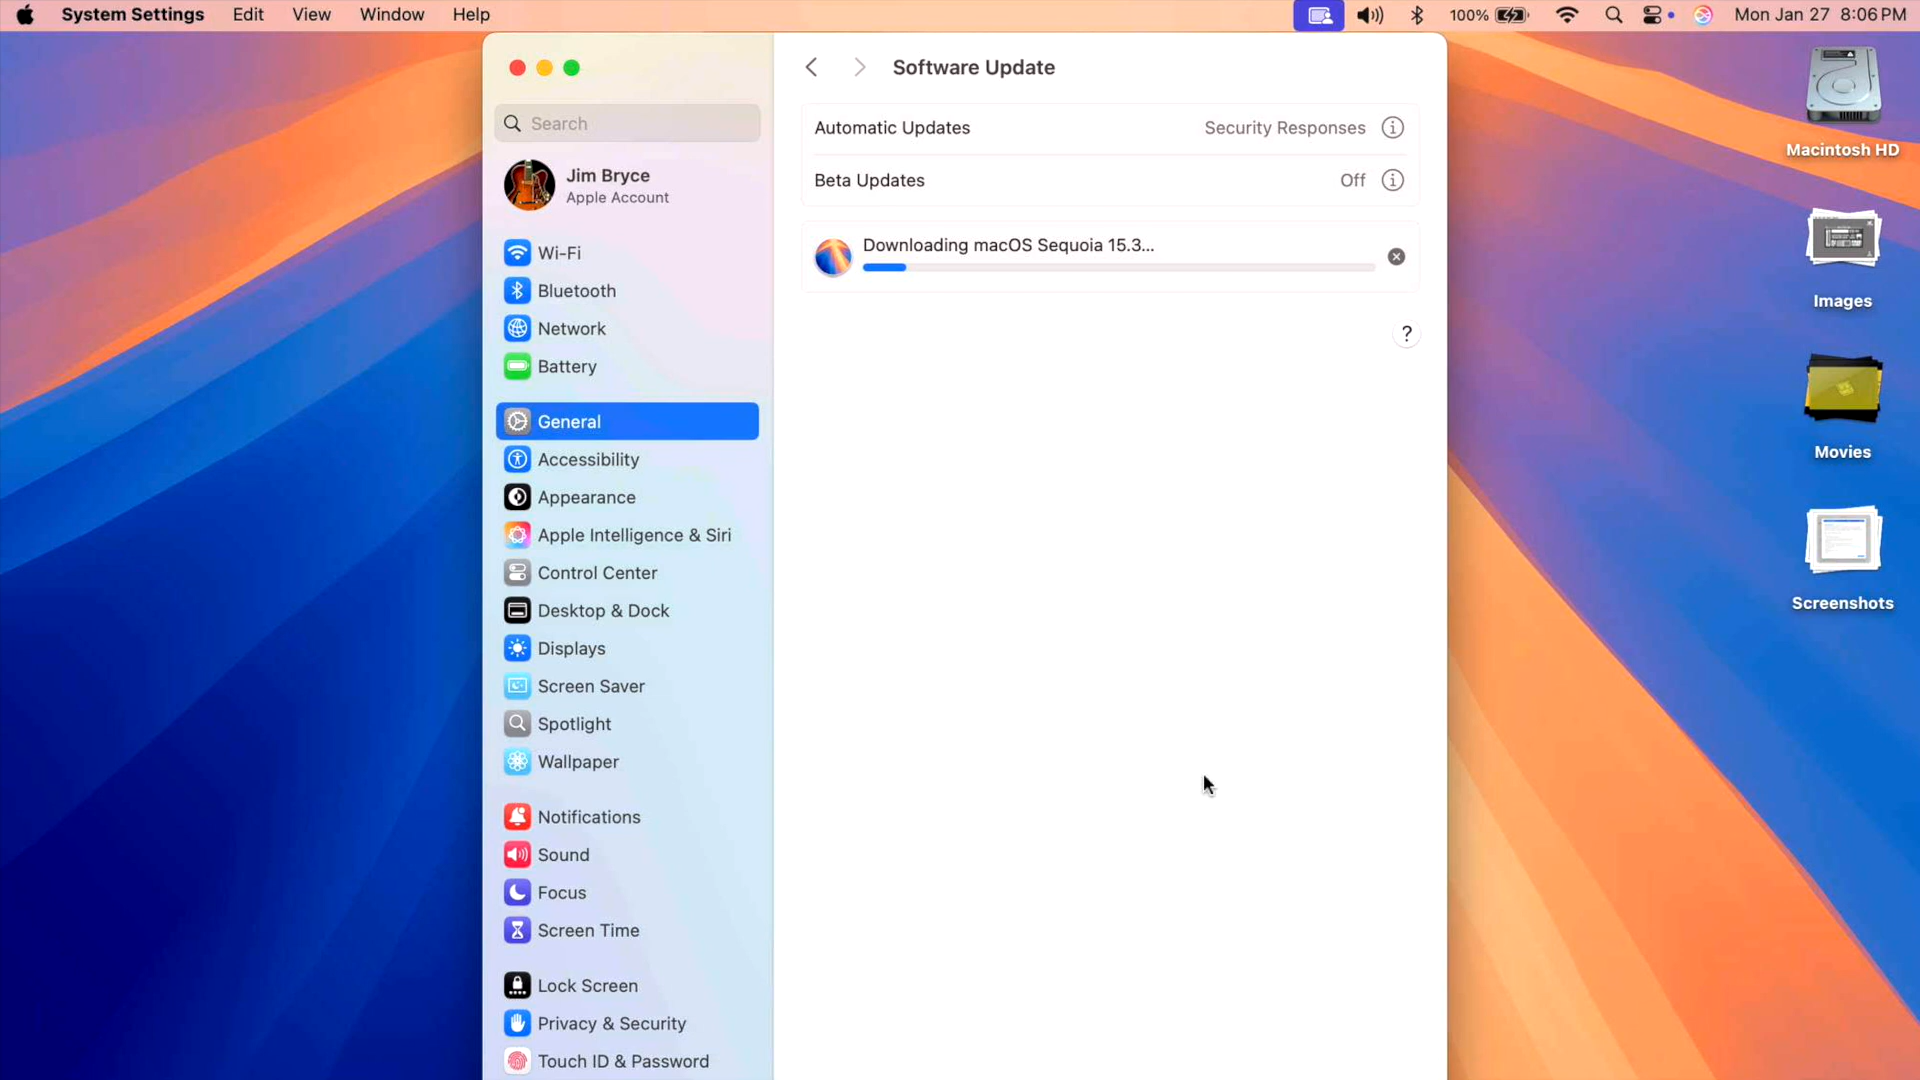 System Settings Edit View Window Help 100% Mon Jan 27 8:06 PM
Software Update
Search
Jim Bryce
Apple Account
Wi-Fi
Bluetooth
Network
Battery
General
Accessibility
Appearance
Apple Intelligence & Siri
Control Center
Desktop & Dock
Displays
Screen Saver
Spotlight
Wallpaper
Notifications
Sound
Focus
Screen Time
Lock Screen
Privacy & Security
Touch ID & Password
Automatic Updates Security Responses
Beta Updates Off
Downloading macOS Sequoia 15.3...
?
Macintosh HD
Images
Movies
Screenshots